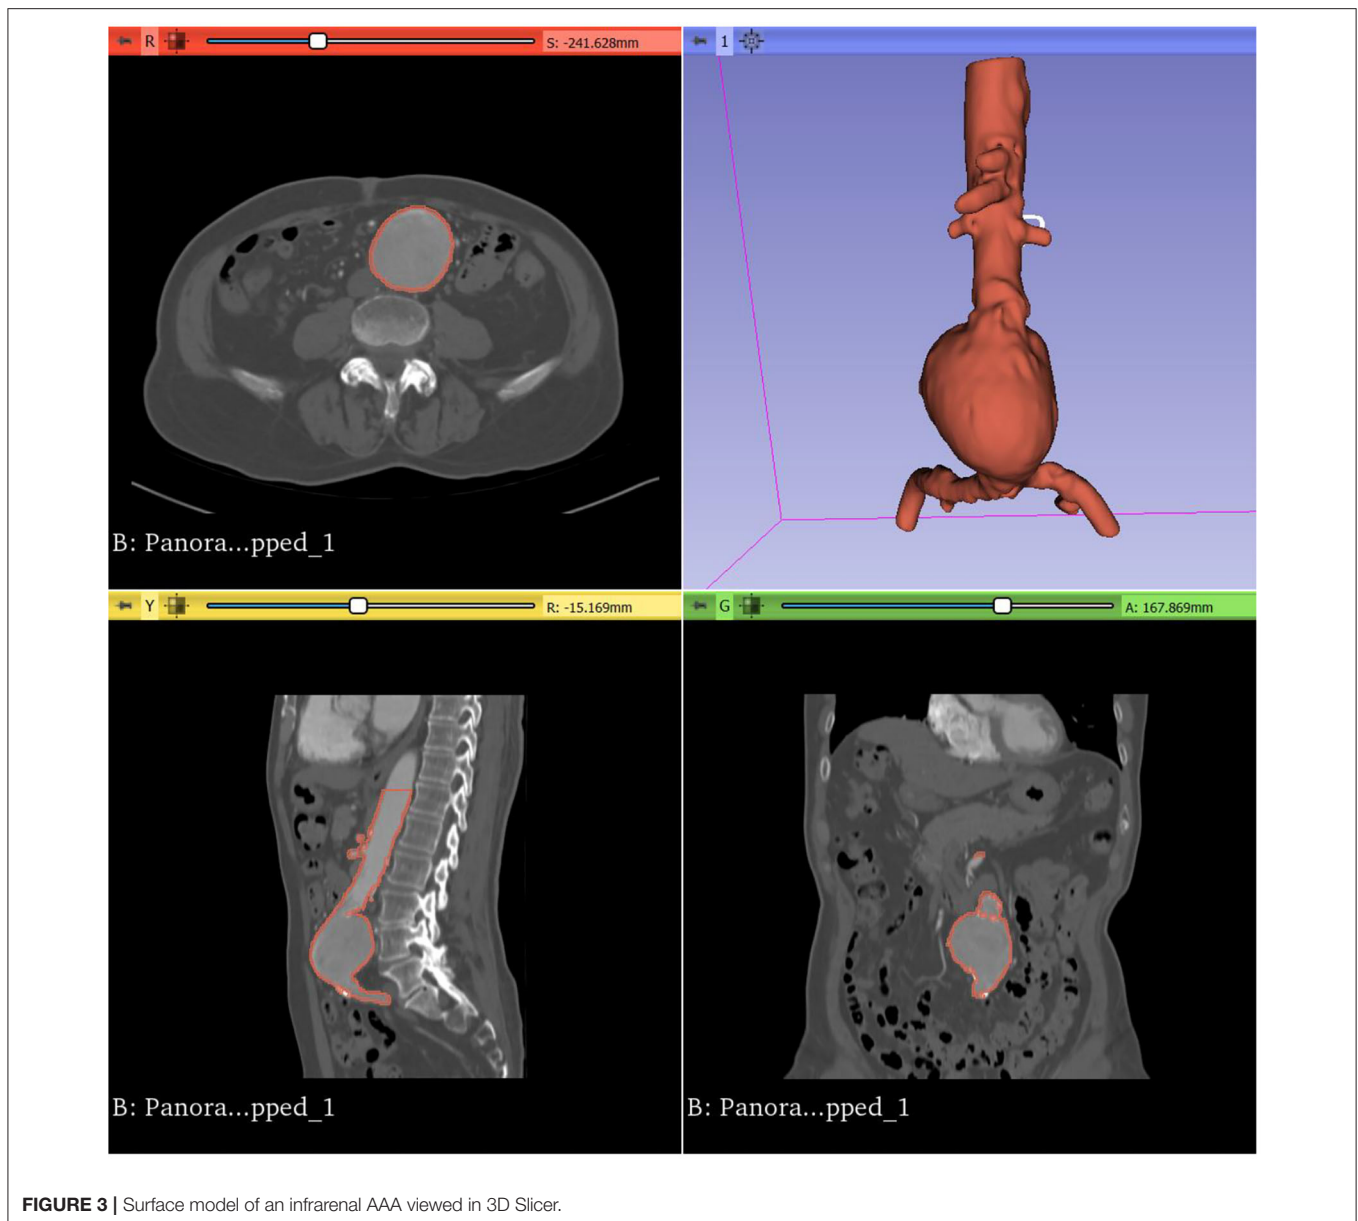 R
S: -241.628mm
1
B: Panora...pped_1
Y
R: -15.169mm
G
A: 167.869mm
B: Panora...pped_1
B: Panora...pped_1
FIGURE 3 | Surface model of an infrarenal AAA viewed in 3D Slicer.